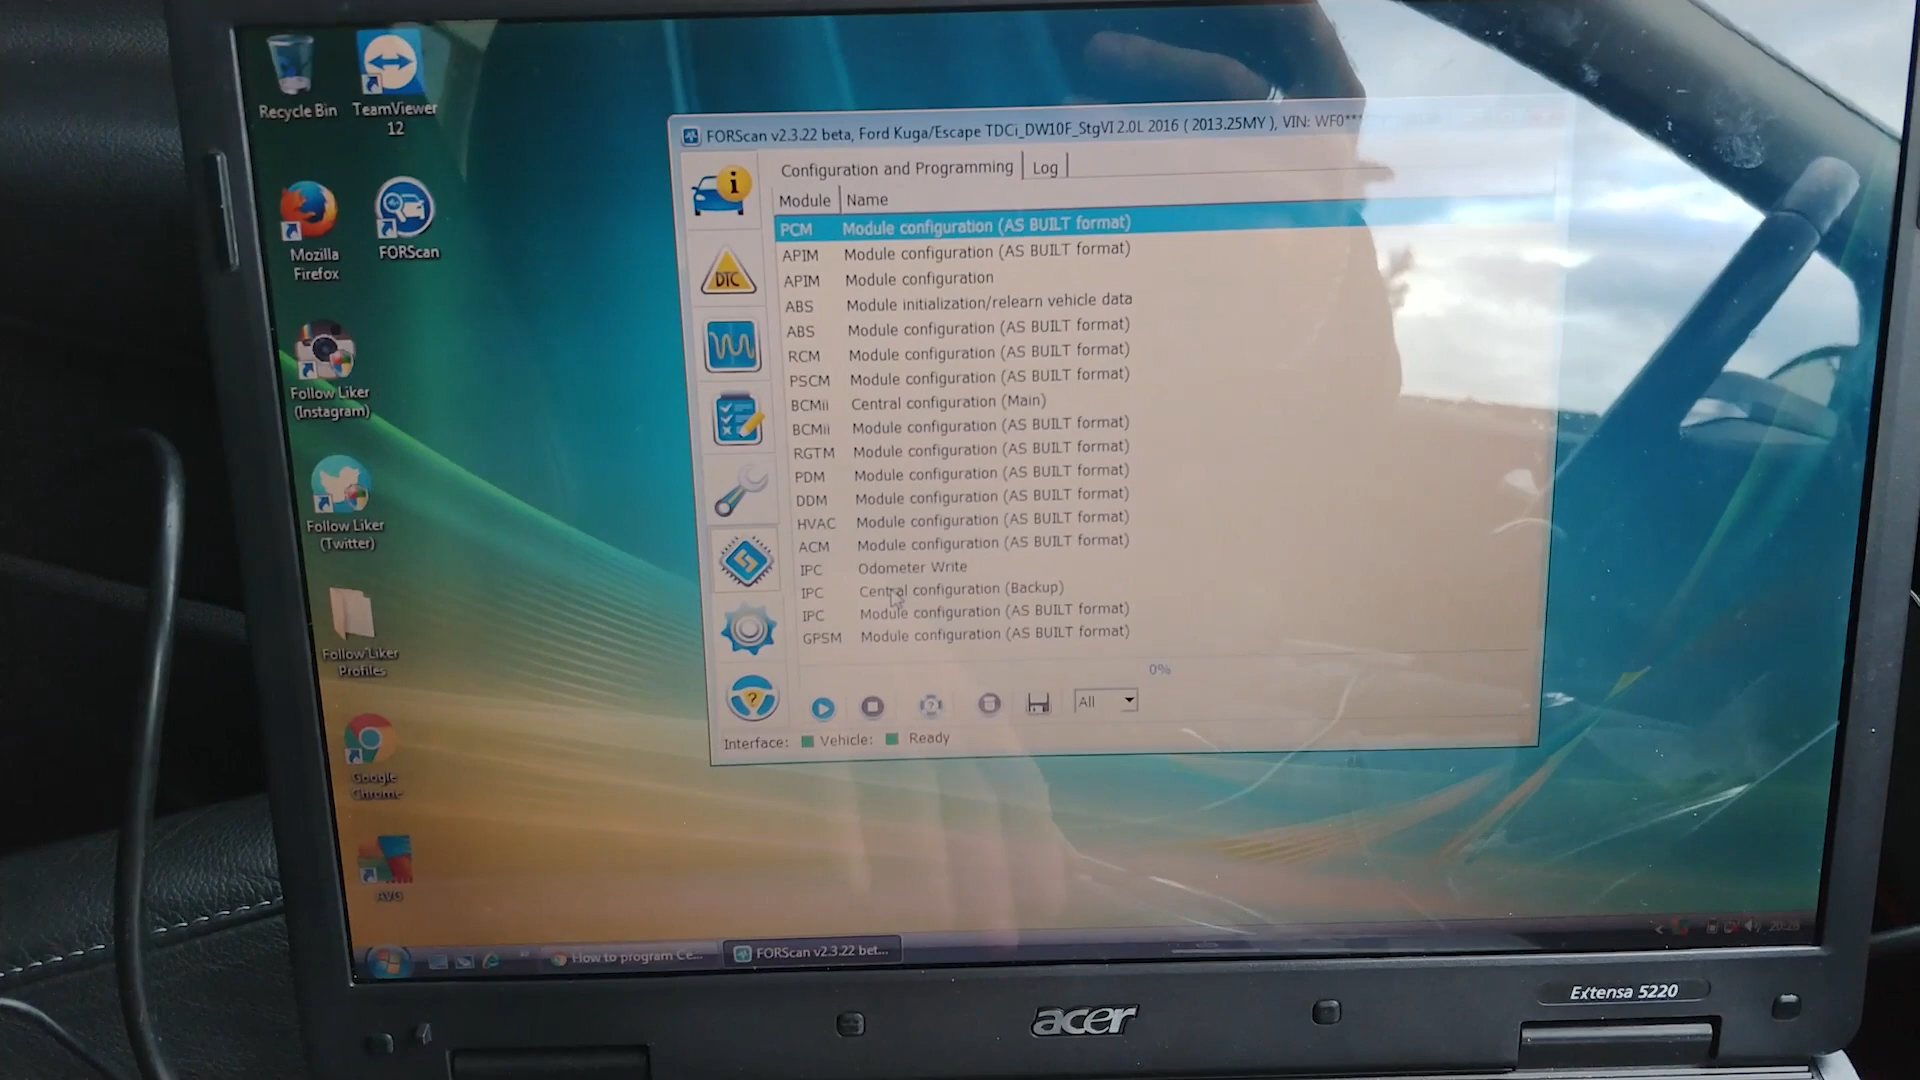 Recycle Bin
TeamViewer
12
Mozilla
Firefox
FORScan
Follow Liker
(Instagram)
Follow Liker
(Twitter)
Follow Liker
Profiles
Google
Chrome
AVG
FORScan v2.3.22 beta, Ford Kuga/Escape TDCi_DW10F_StgVI 2.0L 2016 ( 2013.25MY ), VIN: WF0***
Configuration and Programming Log
Module Name
PCM Module configuration (AS BUILT format)
APIM Module configuration (AS BUILT format)
APIM Module configuration
ABS Module initialization/relearn vehicle data
ABS Module configuration (AS BUILT format)
RCM Module configuration (AS BUILT format)
PSCM Module configuration (AS BUILT format)
BCMii Central configuration (Main)
BCMii Module configuration (AS BUILT format)
RGTM Module configuration (AS BUILT format)
PDM Module configuration (AS BUILT format)
DDM Module configuration (AS BUILT format)
HVAC Module configuration (AS BUILT format)
ACM Module configuration (AS BUILT format)
IPC Odometer Write
IPC Central configuration (Backup)
IPC Module configuration (AS BUILT format)
GPSM Module configuration (AS BUILT format)
DTC
0%
All
Interface: Vehicle: Ready
How to program Ce...
FORScan v2.3.22 bet...
20:28
Extensa 5220
acer